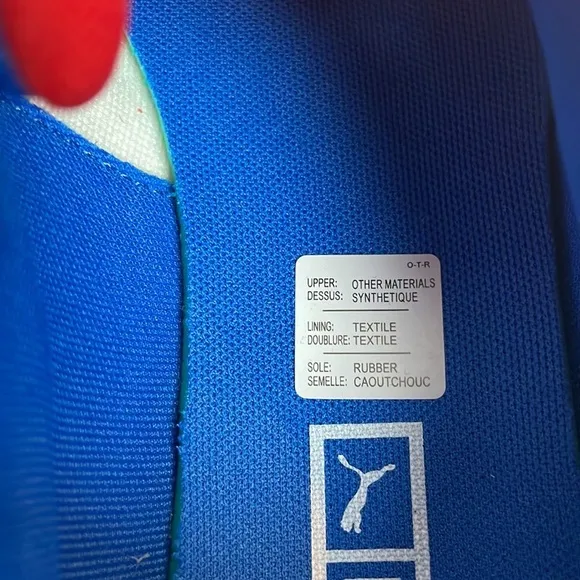 O-T-R
UPPER: OTHER MATERIALS
DESSUS: SYNTHETIQUE
LINING: TEXTILE
DOUBLURE: TEXTILE
SOLE: RUBBER
SEMELLE: CAOUTCHOUC